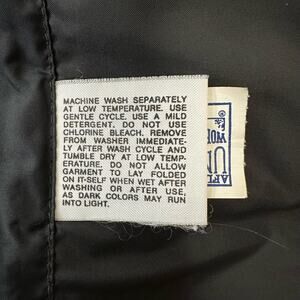 MACHINE WASH SEPARATELY
AT LOW TEMPERATURE. USE
GENTLE CYCLE. USE A MILD
DETERGENT. DO NOT USE
CHLORINE BLEACH. REMOVE
FROM WASHER IMMEDIATE-
LY AFTER WASH CYCLE AND
TUMBLE DRY AT LOW TEMP-
ERATURE. DO NOT ALLOW
GARMENT TO LAY FOLDED
ON IT-SELF WHEN WET AFTER
WASHING OR AFTER USE,
AS DARK COLORS MAY RUN
INTO LIGHT.
AFL
UN